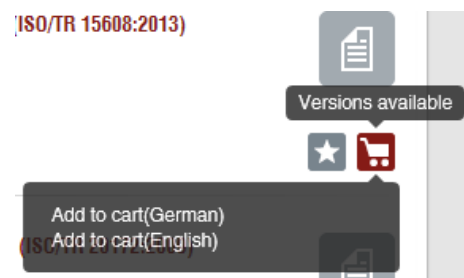 (ISO/TR 15608:2013)
Versions available
Add to cart(German)
Add to cart(English)